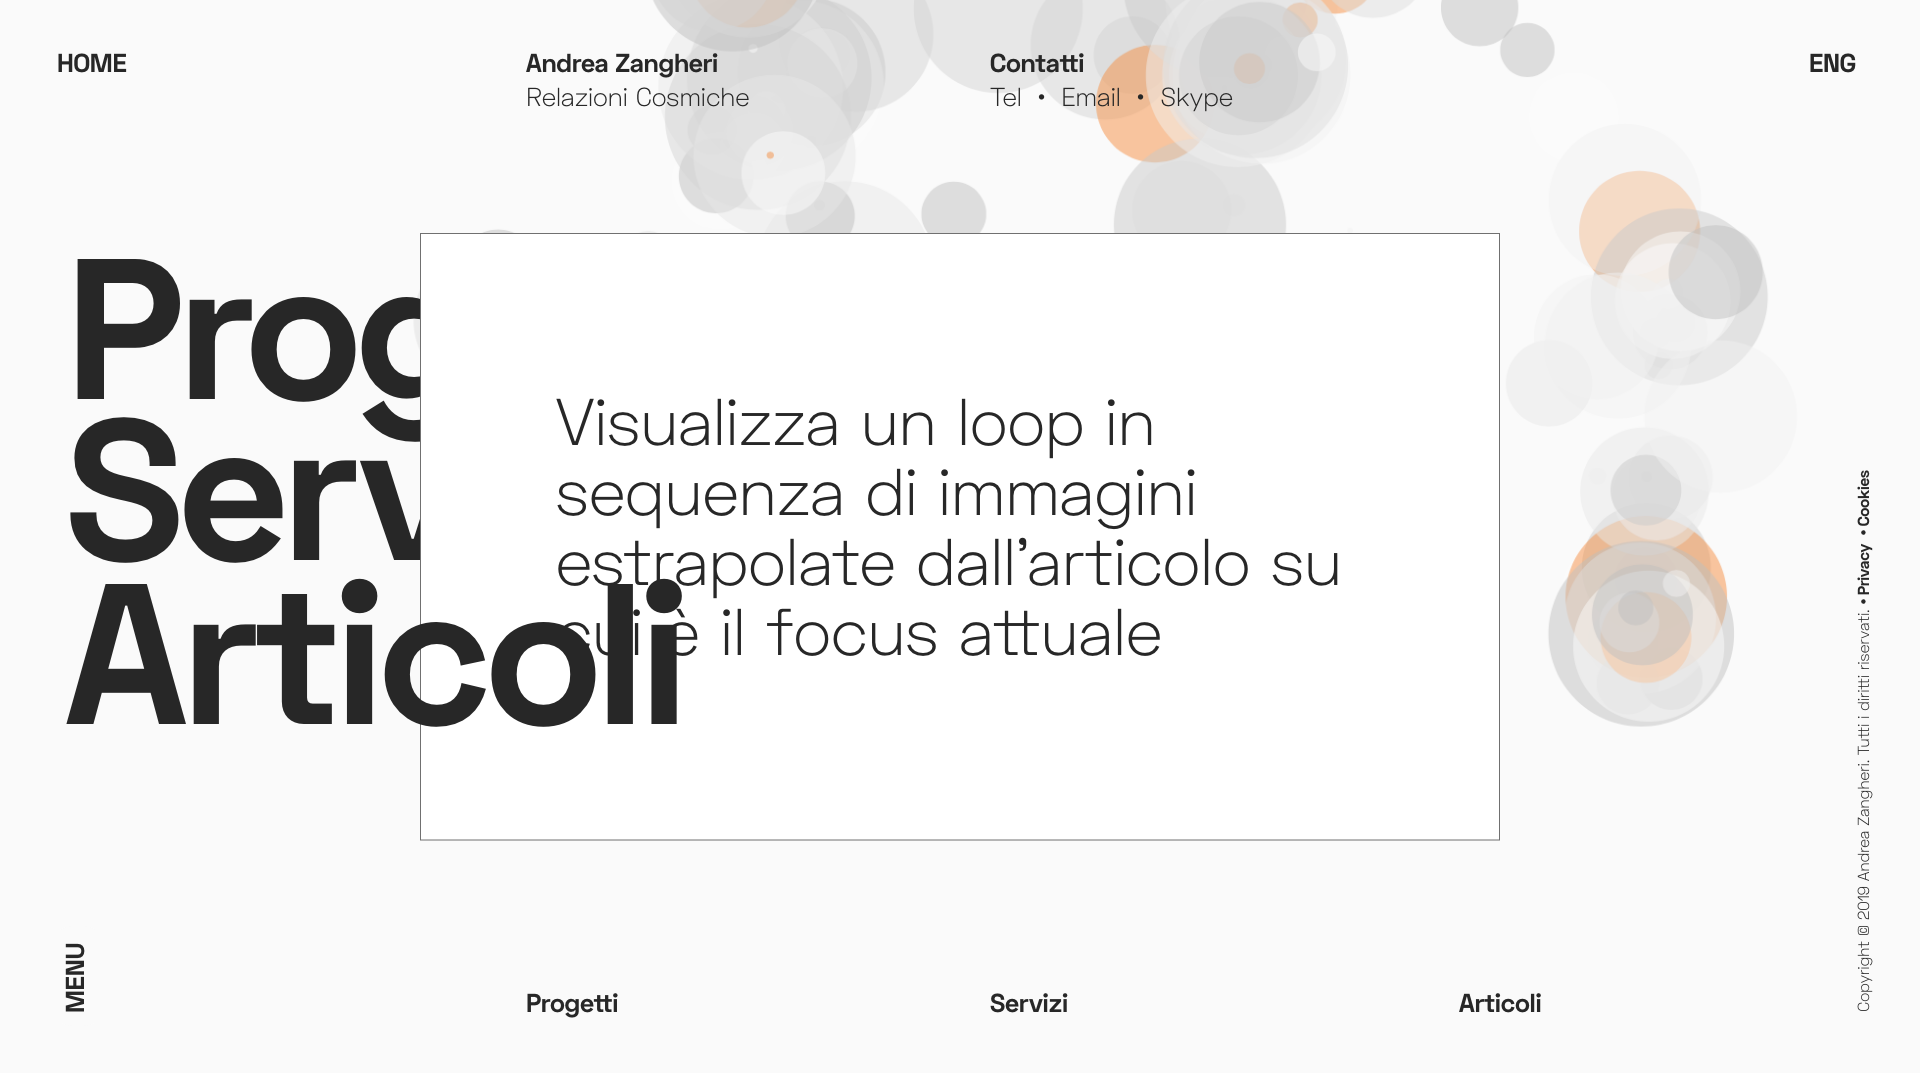 HOME
Andrea Zangheri
Relazioni Cosmiche
Contatti
Tel • Email • Skype
ENG
Prog
Serv
Articoli
Visualizza un loop in
sequenza di immagini
estrapolate dall’articolo su
cui è il focus attuale
Copyright © 2019 Andrea Zangheri. Tutti i diritti riservati. • Privacy • Cookies
MENU
Progetti
Servizi
Articoli